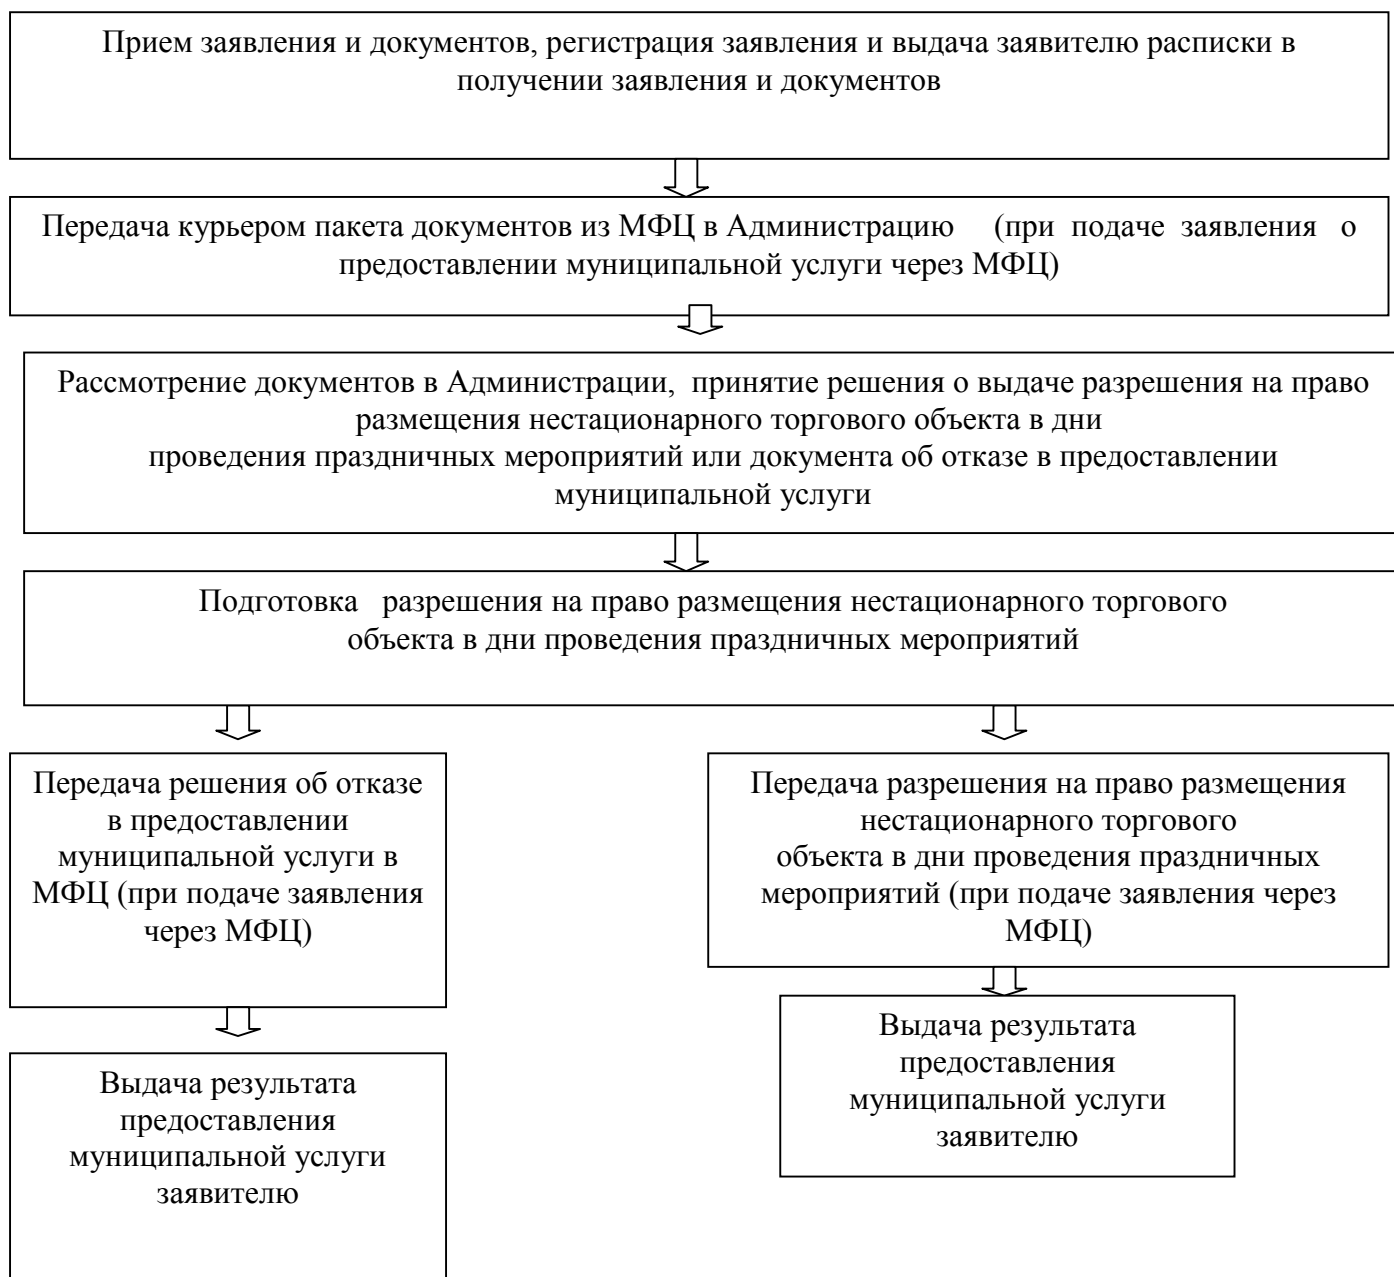 Прием заявления и документов, регистрация заявления и выдача заявителю расписки в
получении заявления и документов
Передача курьером пакета документов из МФЦ в Администрацию (при подаче заявления о
предоставлении муниципальной услуги через МФЦ)
Рассмотрение документов в Администрации, принятие решения о выдаче разрешения на право
размещения нестационарного торгового объекта в дни
проведения праздничных мероприятий или документа об отказе в предоставлении
муниципальной услуги
Подготовка разрешения на право размещения нестационарного торгового
объекта в дни проведения праздничных мероприятий
Передача решения об отказе
в предоставлении
муниципальной услуги в
МФЦ (при подаче заявления
через МФЦ)
Передача разрешения на право размещения
нестационарного торгового
объекта в дни проведения праздничных
мероприятий (при подаче заявления через
МФЦ)
Выдача результата
предоставления
муниципальной услуги
заявителю
Выдача результата
предоставления
муниципальной услуги
заявителю